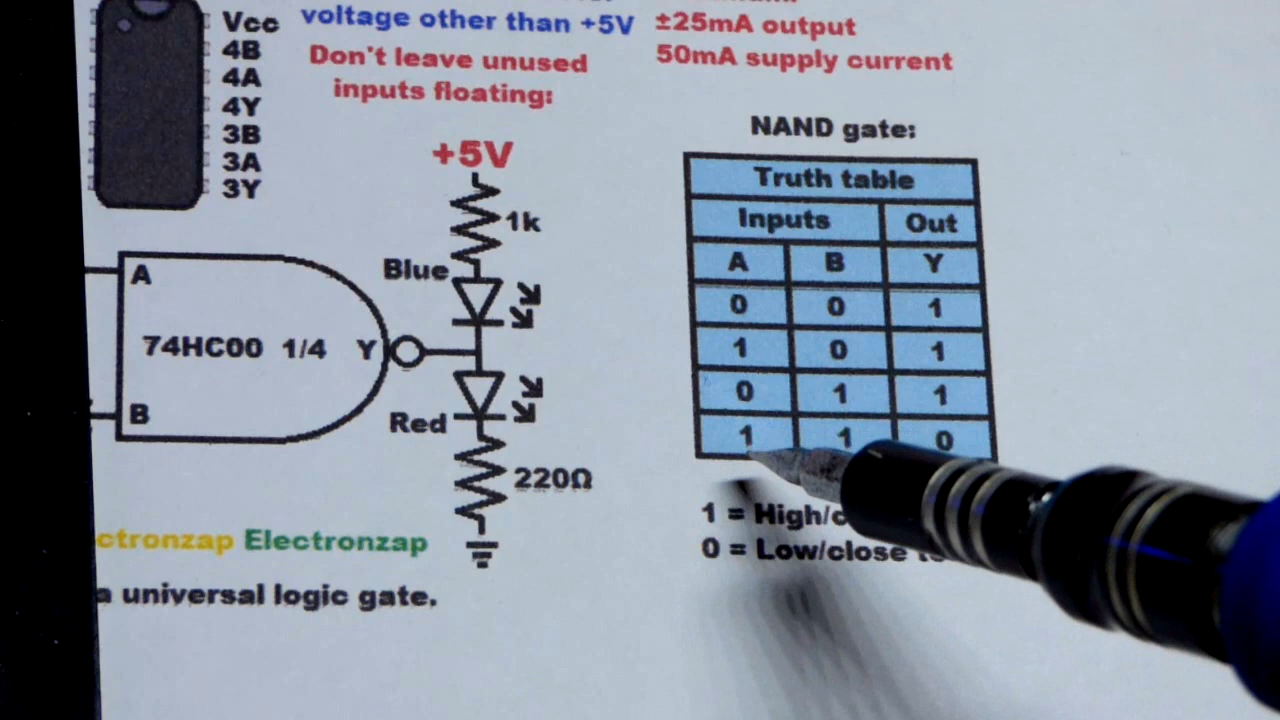 Vcc
4B
4A
4Y
3B
3A
3Y
voltage other than +5V
Don't leave unused
inputs floating:
±25mA output
50mA supply current
+5V
1k
Blue
A
74HC00 1/4 Y
B
Red
220Ω
NAND gate:
Truth table
Inputs Out
A B Y
0 0 1
1 0 1
0 1 1
1 1 0
1 = High/c
0 = Low/close
ctronzap Electronzap
a universal logic gate.